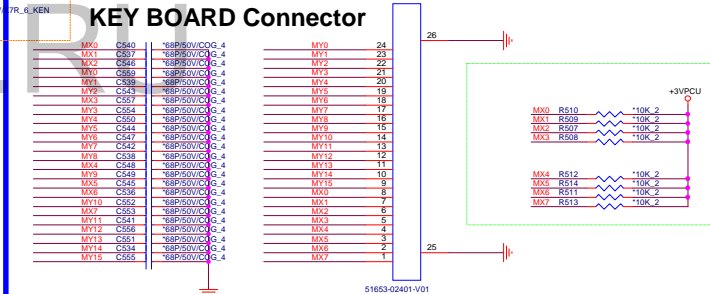 7R_6_KEN
KEY BOARD Connector
MX0 C540 *68P/50V/COG_4
MX1 C537 *68P/50V/COG_4
MX2 C546 *68P/50V/COG_4
MY0 C559 *68P/50V/COG_4
MY1 C539 *68P/50V/COG_4
MY2 C543 *68P/50V/COG_4
MX3 C557 *68P/50V/COG_4
MY3 C554 *68P/50V/COG_4
MY4 C550 *68P/50V/COG_4
MY5 C544 *68P/50V/COG_4
MY6 C547 *68P/50V/COG_4
MY7 C542 *68P/50V/COG_4
MY8 C538 *68P/50V/COG_4
MX4 C548 *68P/50V/COG_4
MY9 C549 *68P/50V/COG_4
MX5 C545 *68P/50V/COG_4
MX6 C536 *68P/50V/COG_4
MY10 C552 *68P/50V/COG_4
MX7 C553 *68P/50V/COG_4
MY11 C541 *68P/50V/COG_4
MY12 C556 *68P/50V/COG_4
MY13 C551 *68P/50V/COG_4
MY14 C534 *68P/50V/COG_4
MY15 C555 *68P/50V/COG_4
MY0 24
MY1 23
MY2 22
MY3 21
MY4 20
MY5 19
MY6 18
MY7 17
MY8 16
MY9 15
MY10 14
MY11 13
MY12 12
MY13 11
MY14 10
MY15 9
MX0 8
MX1 7
MX2 6
MX3 5
MX4 4
MX5 3
MX6 2
MX7 1
26
25
51653-02401-V01
+3VPCU
MX0 R510 *10K_2
MX1 R509 *10K_2
MX2 R507 *10K_2
MX3 R508 *10K_2
MX4 R512 *10K_2
MX5 R514 *10K_2
MX6 R511 *10K_2
MX7 R513 *10K_2